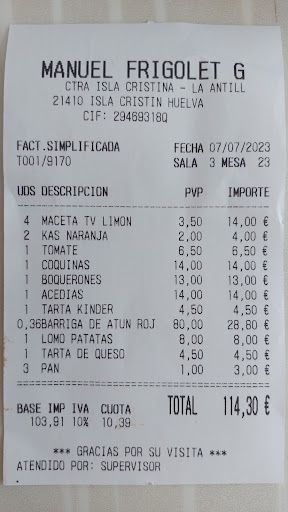 MANUEL FRIGOLET G
CTRA ISLA CRISTINA - LA ANTILL
21410 ISLA CRISTIN HUELVA
CIF: 29469318Q
FACT.SIMPLIFICADA FECHA 07/07/2023
T001/9170 SALA 3 MESA 23
UDS DESCRIPCION PVP IMPORTE
4 MACETA TV LIMON 3,50 14,00 €
2 KAS NARANJA 2,00 4,00 €
1 TOMATE 6,50 6,50 €
1 COQUINAS 14,00 14,00 €
1 BOQUERONES 13,00 13,00 €
1 ACEDIAS 14,00 14,00 €
1 TARTA KINDER 4,50 4,50 €
0,36BARRIGA DE ATUN ROJ 80,00 28,80 €
1 LOMO PATATAS 8,00 8,00 €
1 TARTA DE QUESO 4,50 4,50 €
3 PAN 1,00 3,00 €
BASE IMP IVA CUOTA TOTAL 114,30 €
103,91 10% 10,39
*** GRACIAS POR SU VISITA ***
ATENDIDO POR: SUPERVISOR